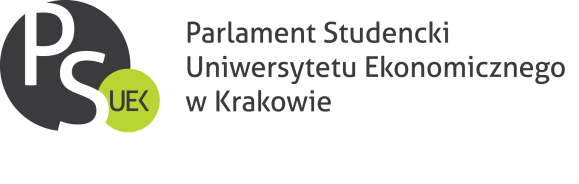 PS
UEK
Parlament Studencki
Uniwersytetu Ekonomicznego
w Krakowie